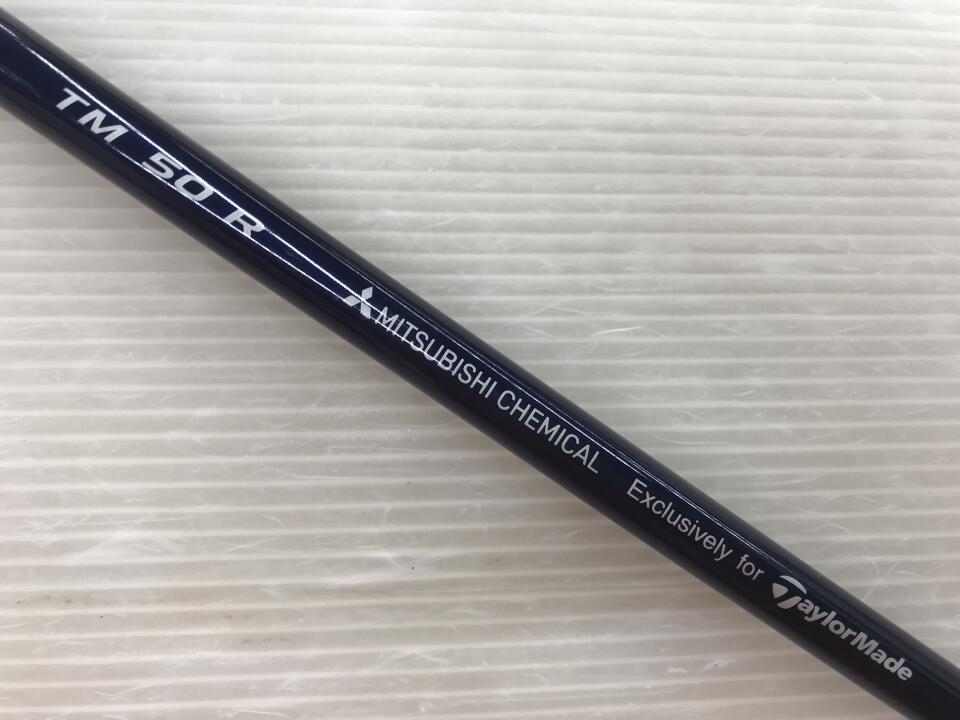 TM 50 R MITSUBISHI CHEMICAL Exclusively for TaylorMade